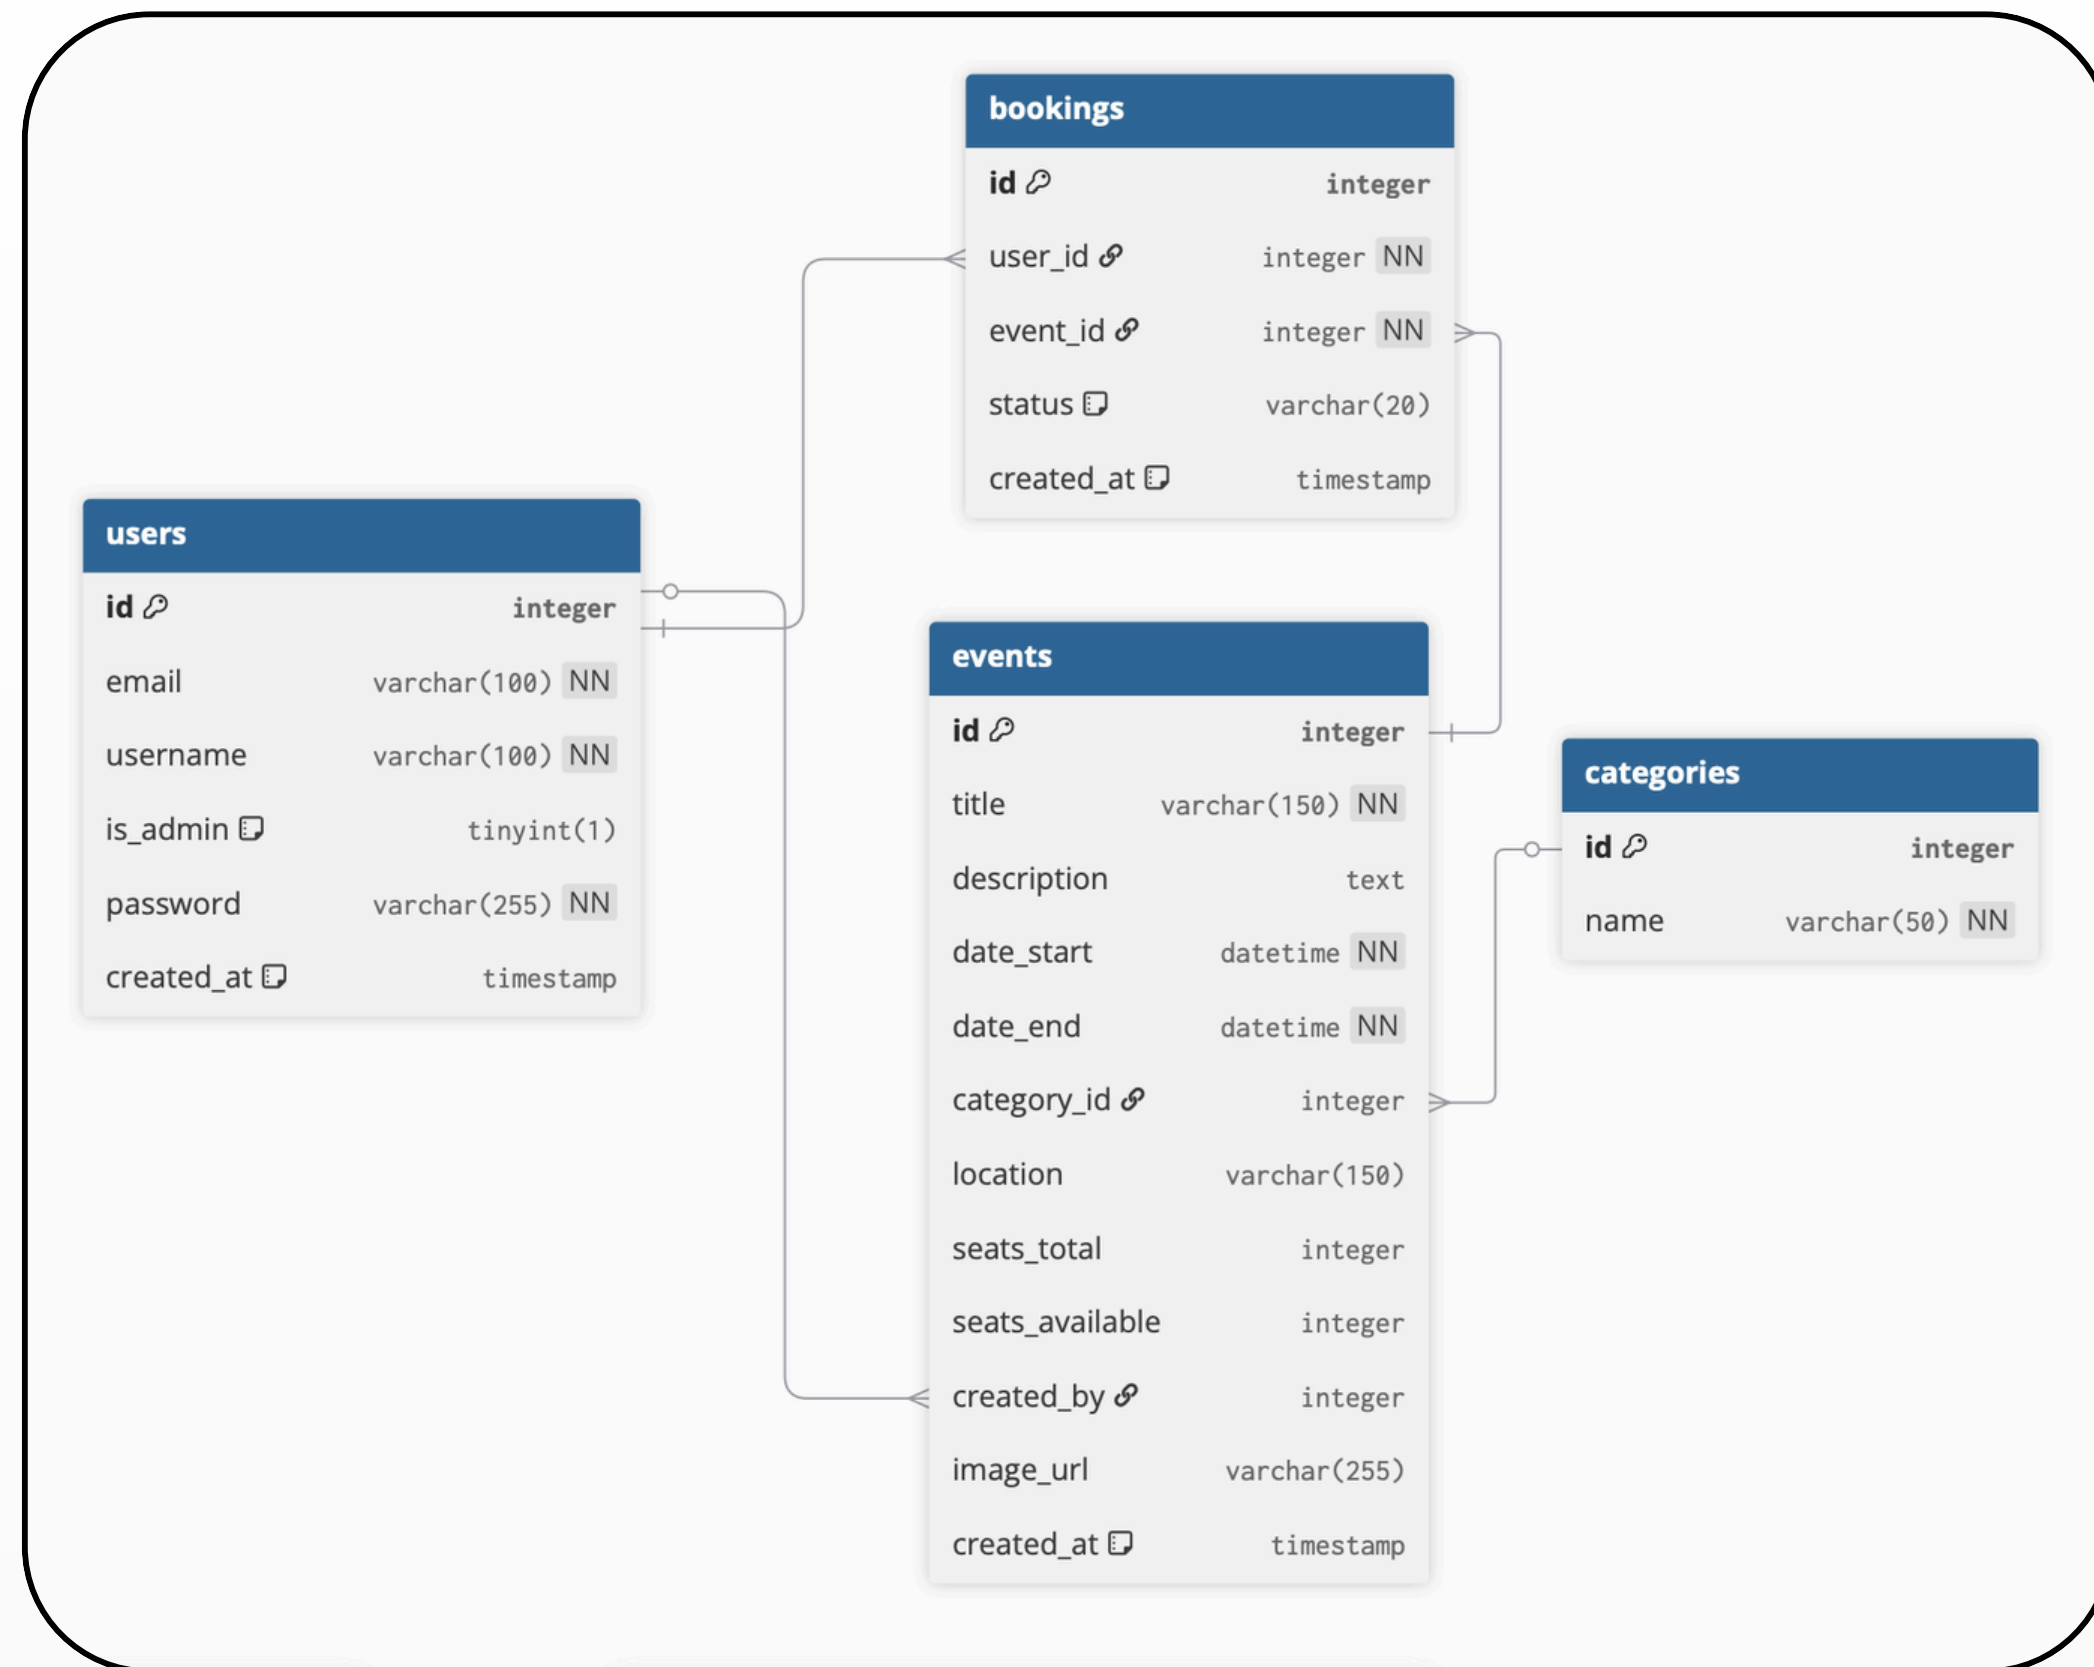 bookings
id integer
user_id integer NN
event_id integer NN
status varchar(20)
created_at timestamp
users
id integer
email varchar(100) NN
username varchar(100) NN
is_admin tinyint(1)
password varchar(255) NN
created_at timestamp
events
id integer
title varchar(150) NN
description text
date_start datetime NN
date_end datetime NN
category_id integer
location varchar(150)
seats_total integer
seats_available integer
created_by integer
image_url varchar(255)
created_at timestamp
categories
id integer
name varchar(50) NN